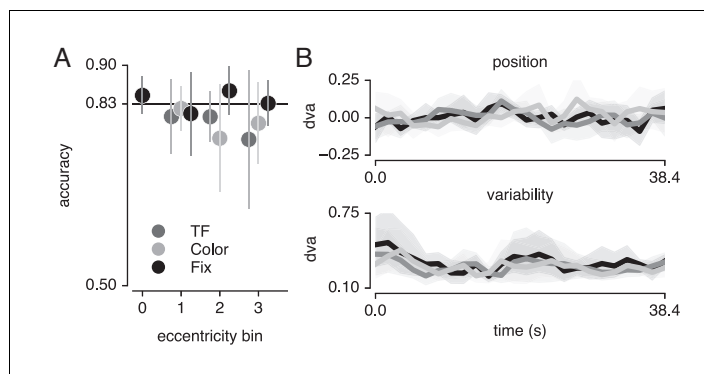 A
accuracy
0.90
0.83
0.50
TF
Color
Fix
0
1
2
3
eccentricity bin
B
position
dva
0.25
0.00
−0.25
0.0
38.4
variability
dva
0.75
0.10
0.0
38.4
time (s)